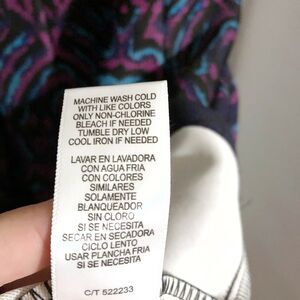 MACHINE WASH COLD
WITH LIKE COLORS
ONLY NON-CHLORINE
BLEACH IF NEEDED
TUMBLE DRY LOW
COOL IRON IF NEEDED
LAVAR EN LAVADORA
CON AGUA FRIA
CON COLORES
SIMILARES
SOLAMENTE
BLANQUEADOR
SIN CLORO
SI SE NECESITA
SECAR EN SECADORA
CICLO LENTO
USAR PLANCHA FRIA
SI SE NECESITA
C/T 522233